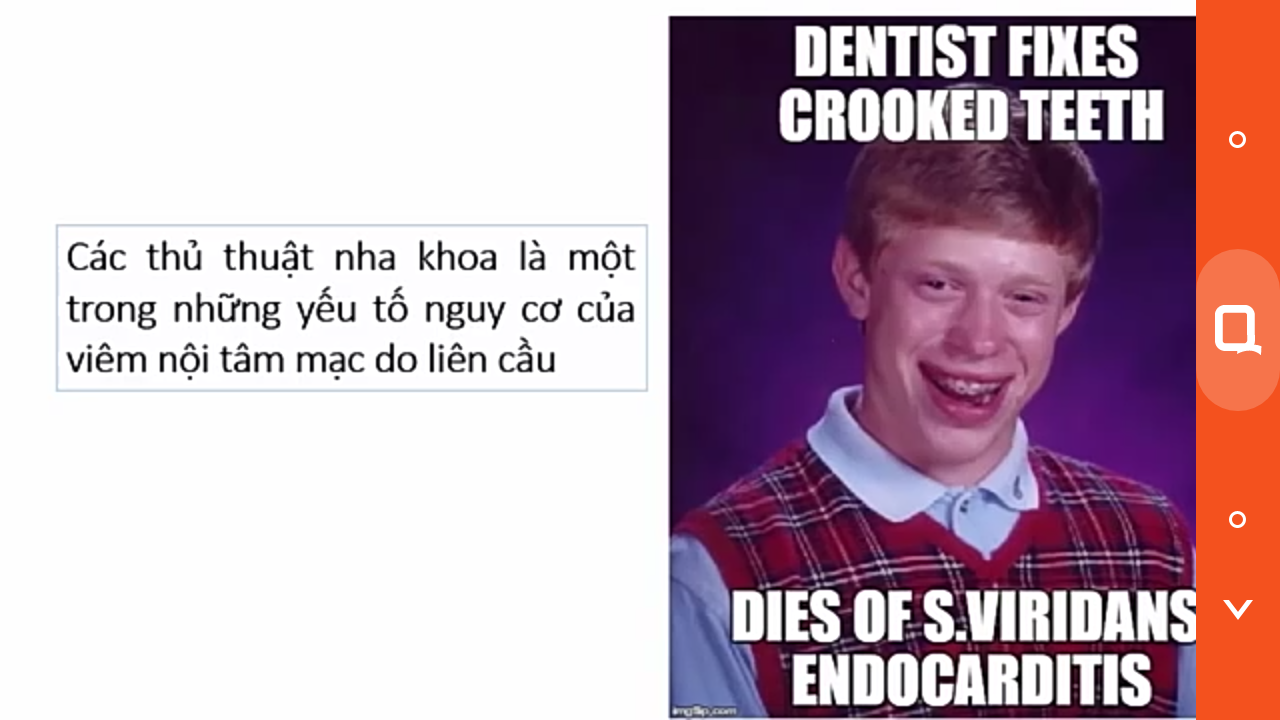 Các thủ thuật nha khoa là một
trong những yếu tố nguy cơ của
viêm nội tâm mạc do liên cầu
DENTIST FIXES
CROOKED TEETH
DIES OF S.VIRIDANS
ENDOCARDITIS
imgflip.com